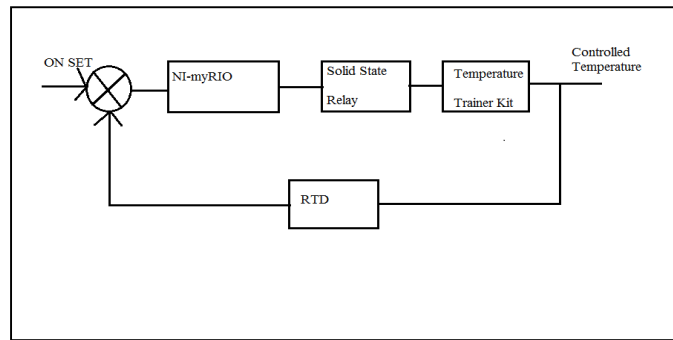 ON SET
NI-myRIO
Solid State
Relay
Temperature
Trainer Kit
Controlled
Temperature
RTD